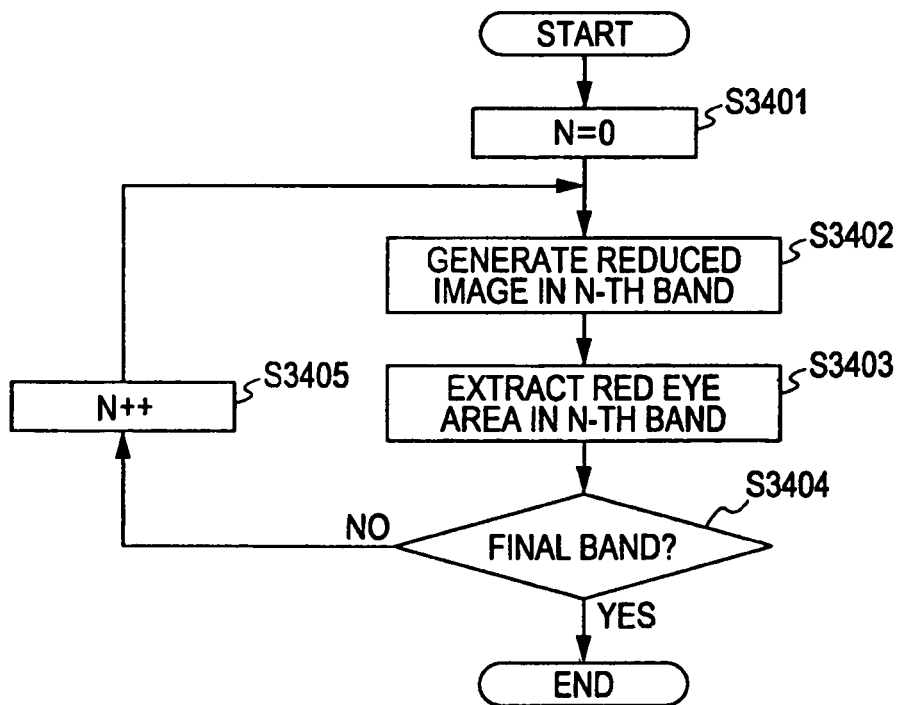 START
S3401
N=0
S3402
GENERATE REDUCED
IMAGE IN N-TH BAND
S3403
EXTRACT RED EYE
AREA IN N-TH BAND
S3405
N++
S3404
NO
FINAL BAND?
YES
END